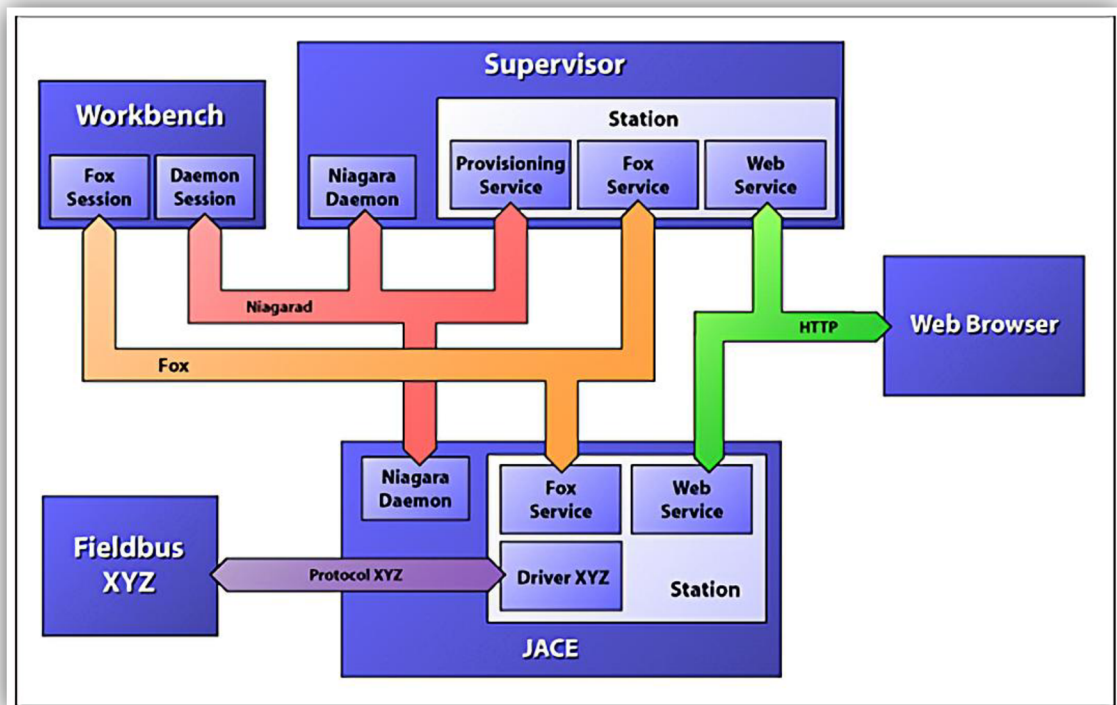 Supervisor
Workbench
Station
Fox
Session
Daemon
Session
Niagara
Daemon
Provisioning
Service
Fox
Service
Web
Service
Niagarad
HTTP
Web Browser
Fox
Niagara
Daemon
Fox
Service
Web
Service
Fieldbus
XYZ
Protocol XYZ
Driver XYZ
Station
JACE